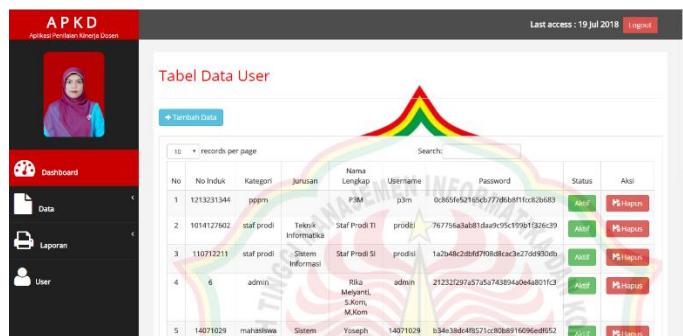 APKD
Aplikasi Penilaian Kinerja Dosen
Last access : 19 Jul 2018 Logout
Tabel Data User
Tambah Data
10 records per page Search:
No No Induk Kategori Jurusan Nama Lengkap Username Password Status Aksi
1 1213231344 pppm P3M p3m 0c865fe52165cb777d6b8f1fcc82b683 Aktif Hapus
2 1014127602 staf prodi Teknik Informatika Staf Prodi TI proditi 767756a3ab81daa9c95c199b1f326c39 Aktif Hapus
3 110712211 staf prodi Sistem Informasi Staf Prodi SI prodisi 1a2b48c2dbfd7f08d8cac3e27dd930db Aktif Hapus
4 6 admin Rika Melyanti, S.Kom, M.Kom admin 21232f297a57a5a743894a0e4a801fc3 Aktif Hapus
5 14071029 mahasiswa Sistem Yoseph 14071029 b34e38dc4f8571cc80b8916096edf652 Aktif Hapus
Dashboard
Data
Laporan
User